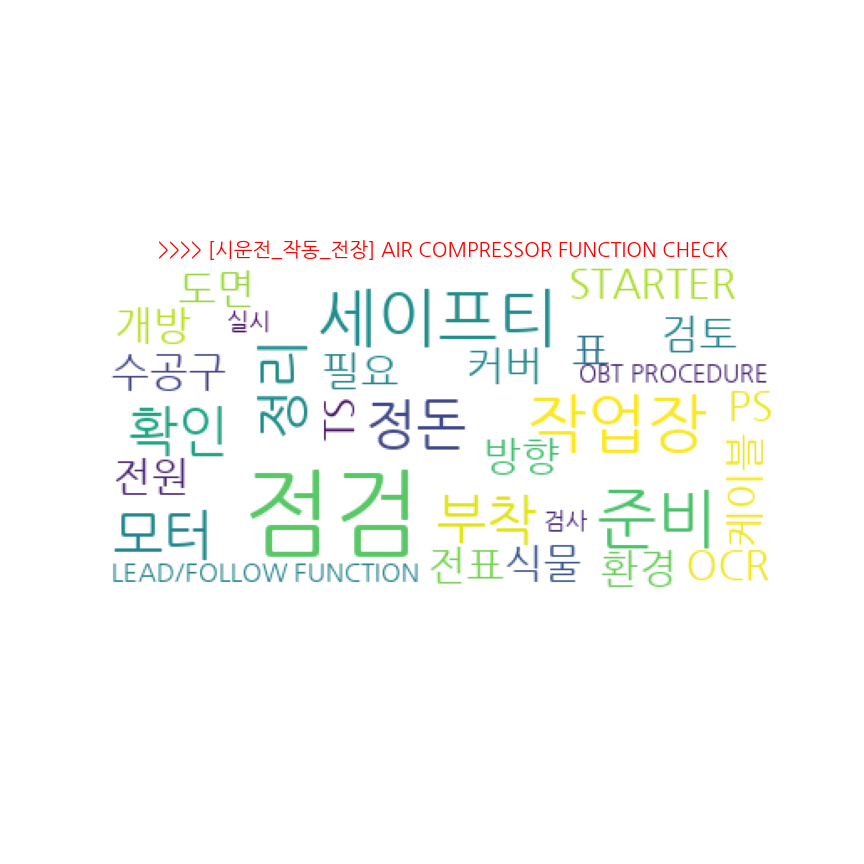 >>>> [시운전_작동_전장] AIR COMPRESSOR FUNCTION CHECK
도면
STARTER
개방
실시
세이프티
표
검토
수공구
정리
필요
커버
OBT PROCEDURE
확인
TS
정돈
작업장
PS
전원
방향
케이블
모터
점검
부착
검사
준비
LEAD/FOLLOW FUNCTION
전표
식물
환경
OCR